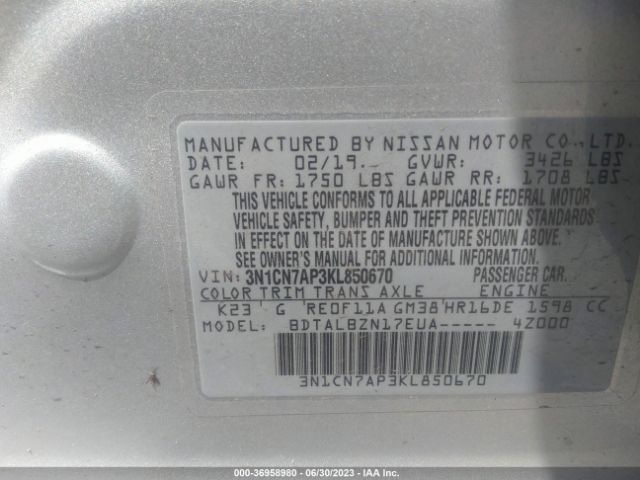 MANUFACTURED BY NISSAN MOTOR CO., LTD.
DATE: 02/19 GVWR: 3426 LBS
GAWR FR: 1750 LBS GAWR RR: 1708 LBS
THIS VEHICLE CONFORMS TO ALL APPLICABLE FEDERAL MOTOR
VEHICLE SAFETY, BUMPER AND THEFT PREVENTION STANDARDS
IN EFFECT ON THE DATE OF MANUFACTURE SHOWN ABOVE.
SEE OWNER'S MANUAL FOR ADDITIONAL INFORMATION.
VIN: 3N1CN7AP3KL850670 PASSENGER CAR.
COLOR TRIM TRANS AXLE ENGINE
K23 G RE0F11A GM38 HR16DE 1598 CC
MODEL: BDTALBZN17EUA----- 4Z000
3N1CN7AP3KL850670
000-36958980 | 06/30/2023 - IAA Inc.